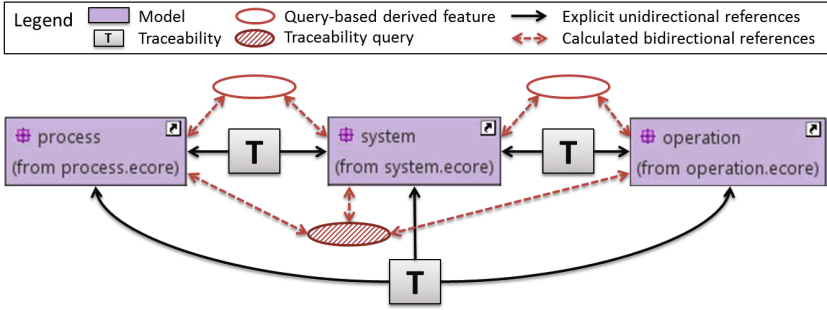 Legend
Model
Query-based derived feature
Explicit unidirectional references
T
Traceability
Traceability query
Calculated bidirectional references
process
(from process.ecore)
T
system
(from system.ecore)
T
operation
(from operation.ecore)
T